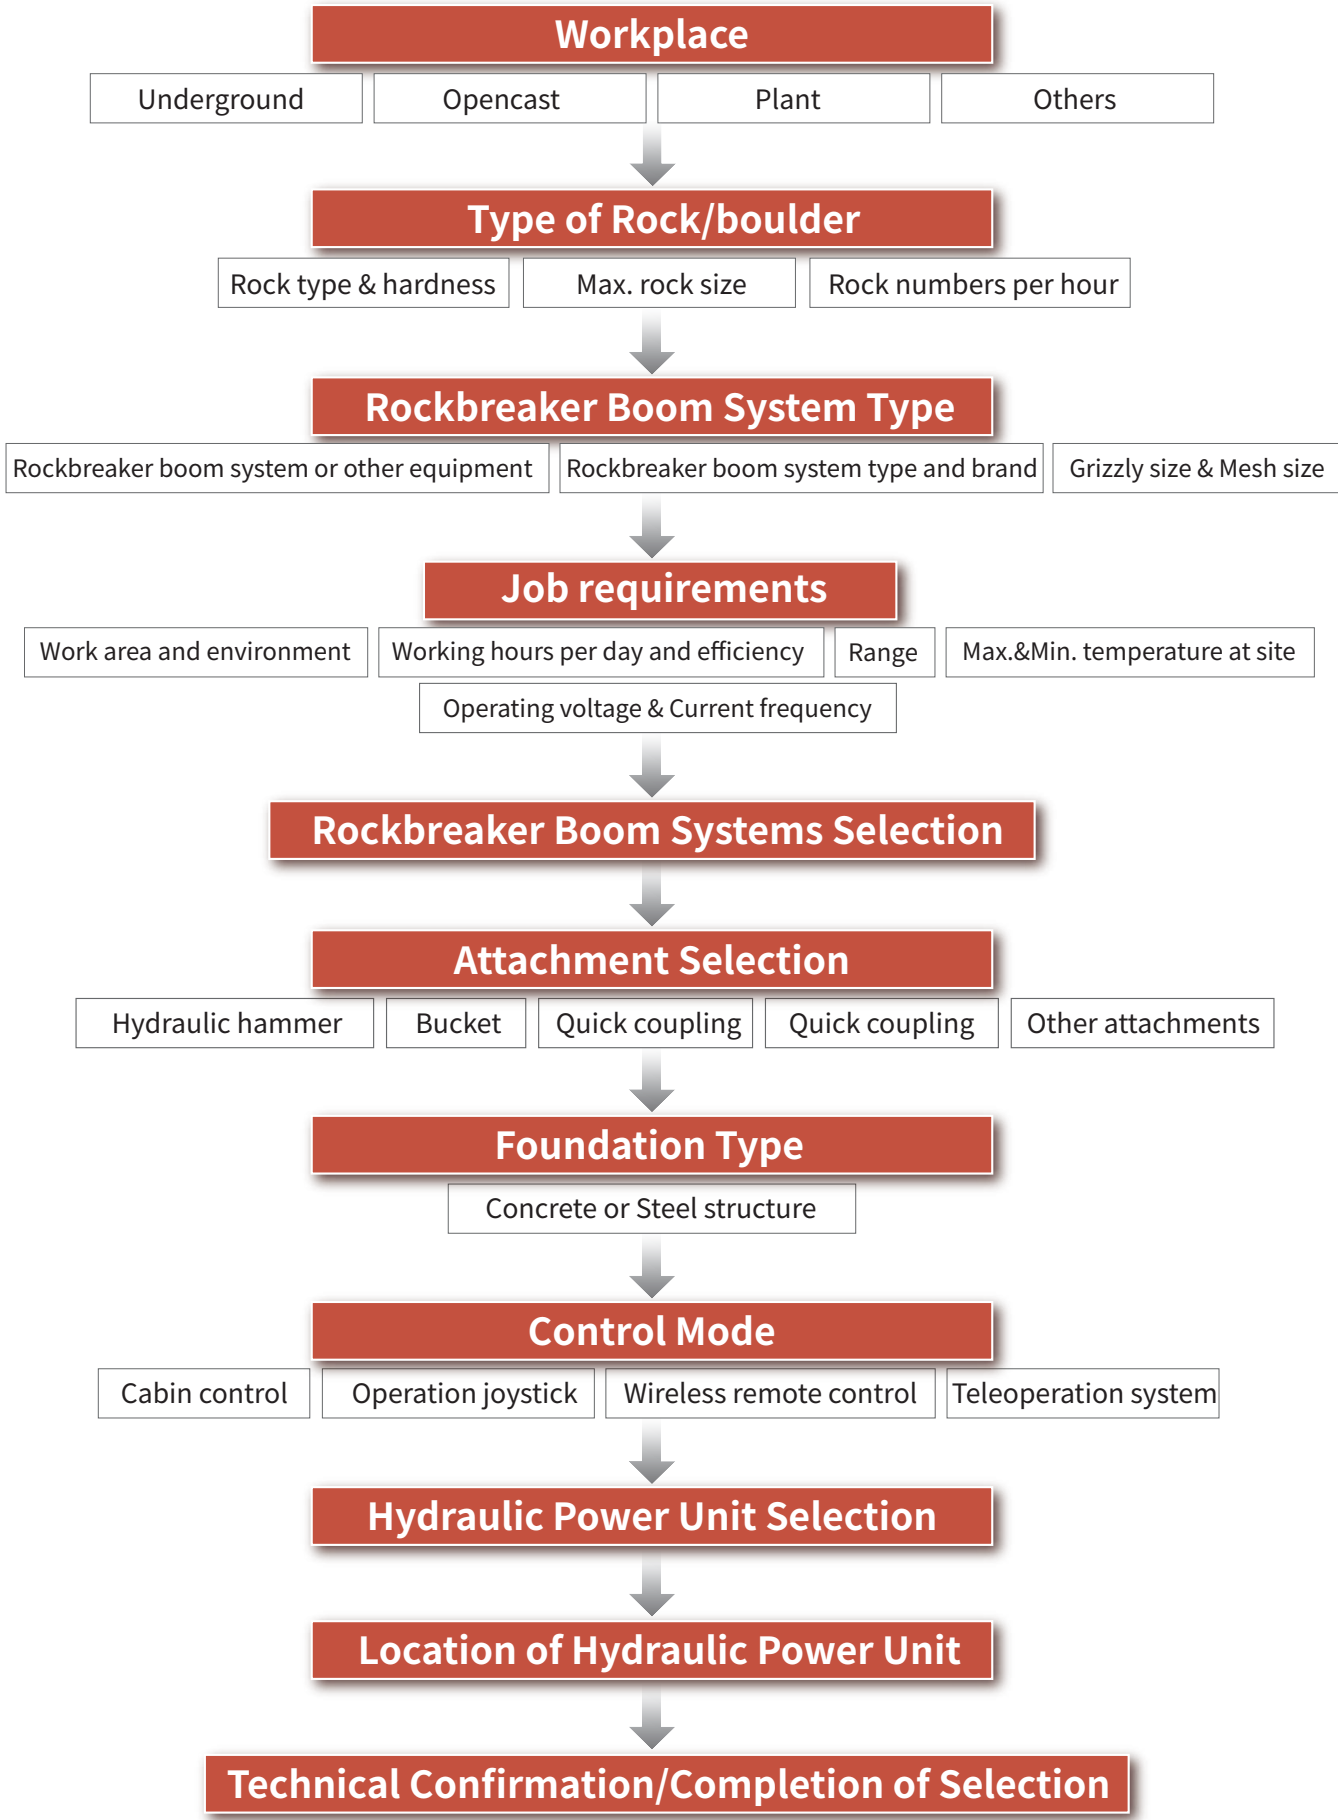 Workplace
Underground
Opencast
Plant
Others
Type of Rock/boulder
Rock type & hardness
Max. rock size
Rock numbers per hour
Rockbreaker Boom System Type
Rockbreaker boom system or other equipment
Rockbreaker boom system type and brand
Grizzly size & Mesh size
Job requirements
Work area and environment
Working hours per day and efficiency
Range
Max.&Min. temperature at site
Operating voltage & Current frequency
Rockbreaker Boom Systems Selection
Attachment Selection
Hydraulic hammer
Bucket
Quick coupling
Quick coupling
Other attachments
Foundation Type
Concrete or Steel structure
Control Mode
Cabin control
Operation joystick
Wireless remote control
Teleoperation system
Hydraulic Power Unit Selection
Location of Hydraulic Power Unit
Technical Confirmation/Completion of Selection